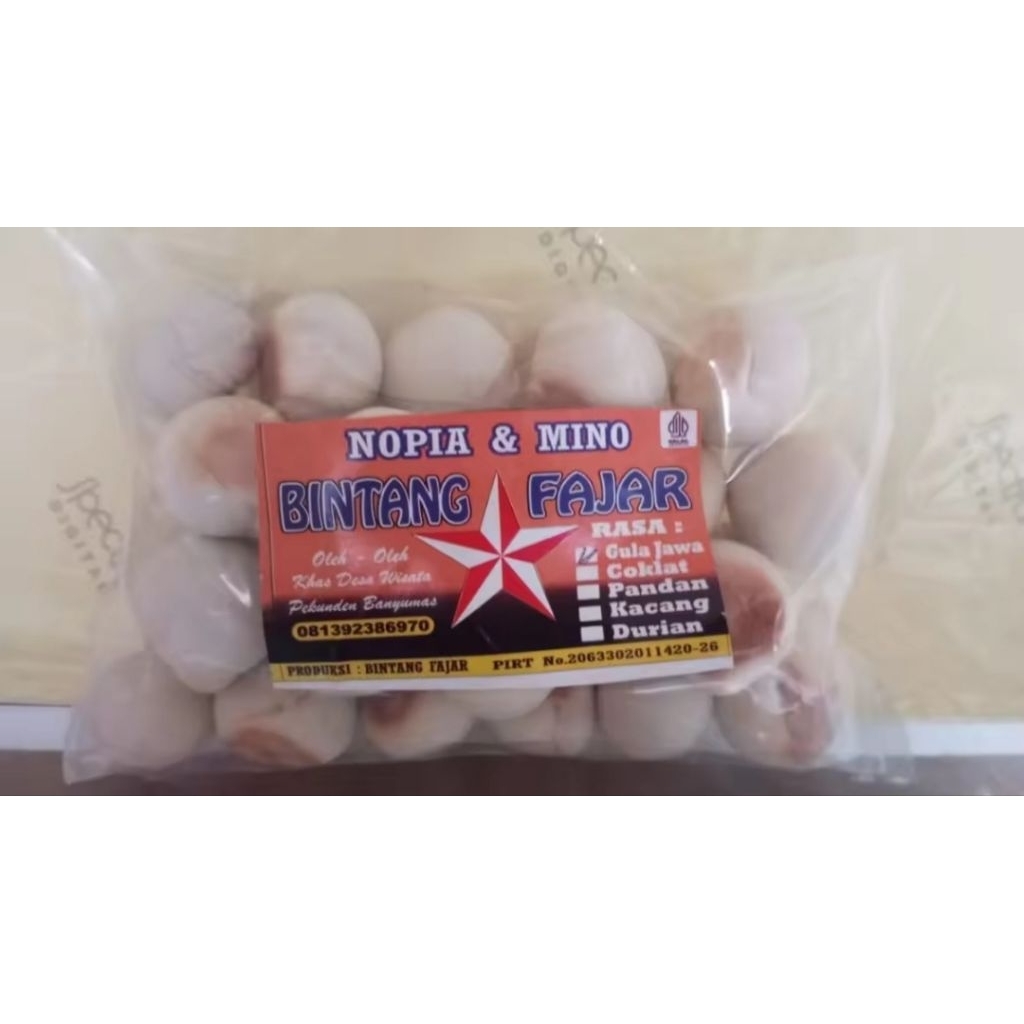 NOPIA & MINO
BINTANG FAJAR
RASA :
Gula Jawa
Coklat
Pandan
Kacang
Durian
Oleh - Oleh
Khas Desa Wisata
Pekunden Banyumas
081392386970
PRODUKSI : BINTANG FAJAR PIRT No.2063302011420-26